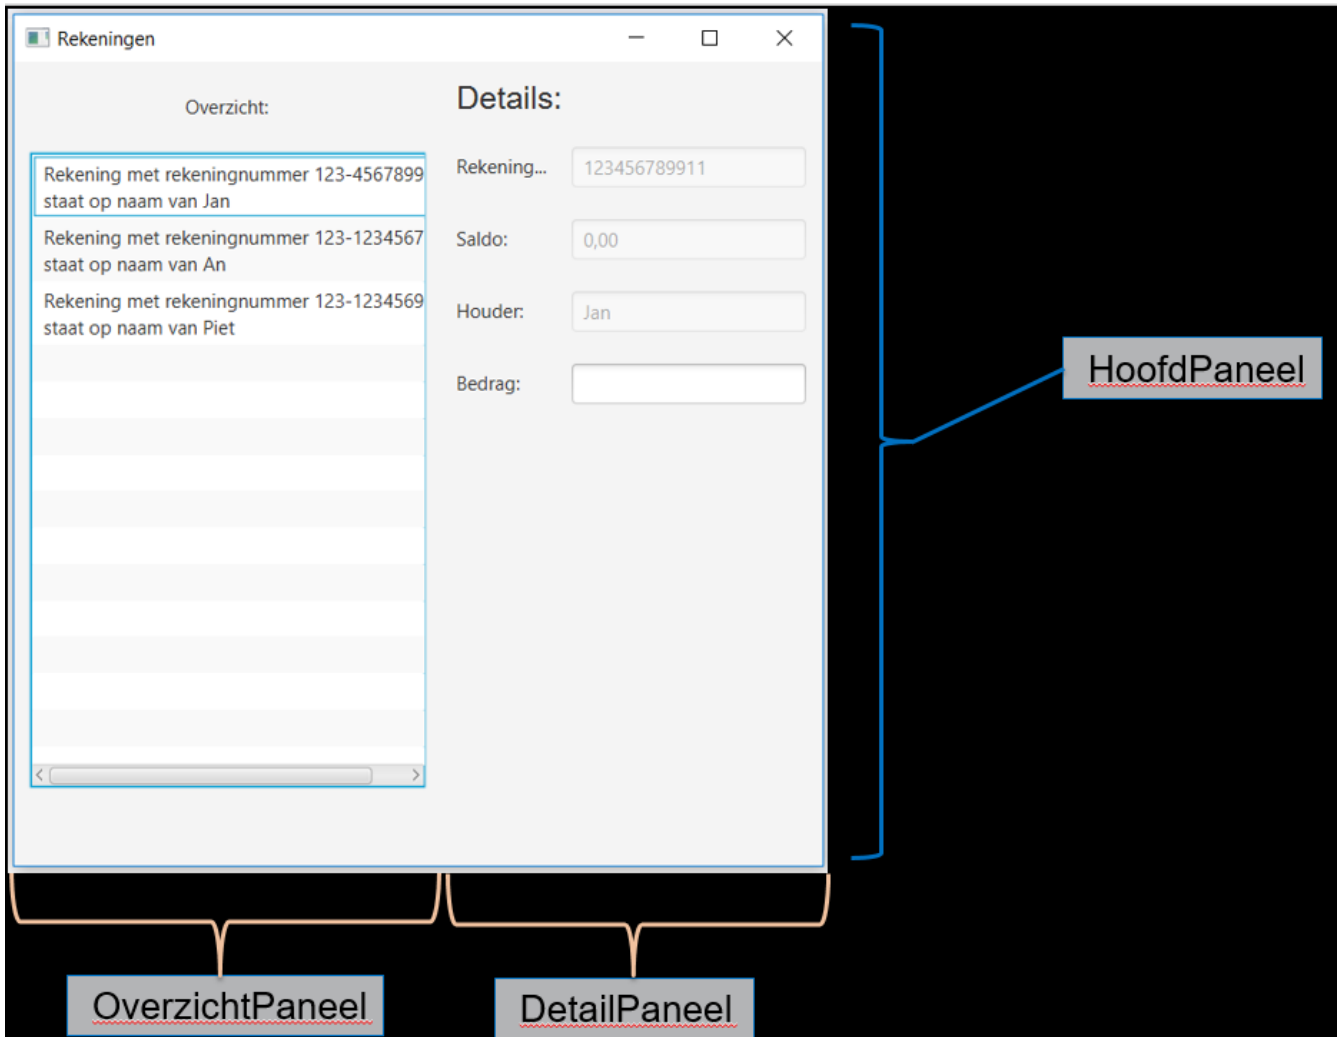 Rekeningen
Overzicht:
Rekening met rekeningnummer 123-4567899
staat op naam van Jan
Rekening met rekeningnummer 123-1234567
staat op naam van An
Rekening met rekeningnummer 123-1234569
staat op naam van Piet
Details:
Rekening... 123456789911
Saldo: 0,00
Houder: Jan
Bedrag:
HoofdPaneel
OverzichtPaneel
DetailPaneel